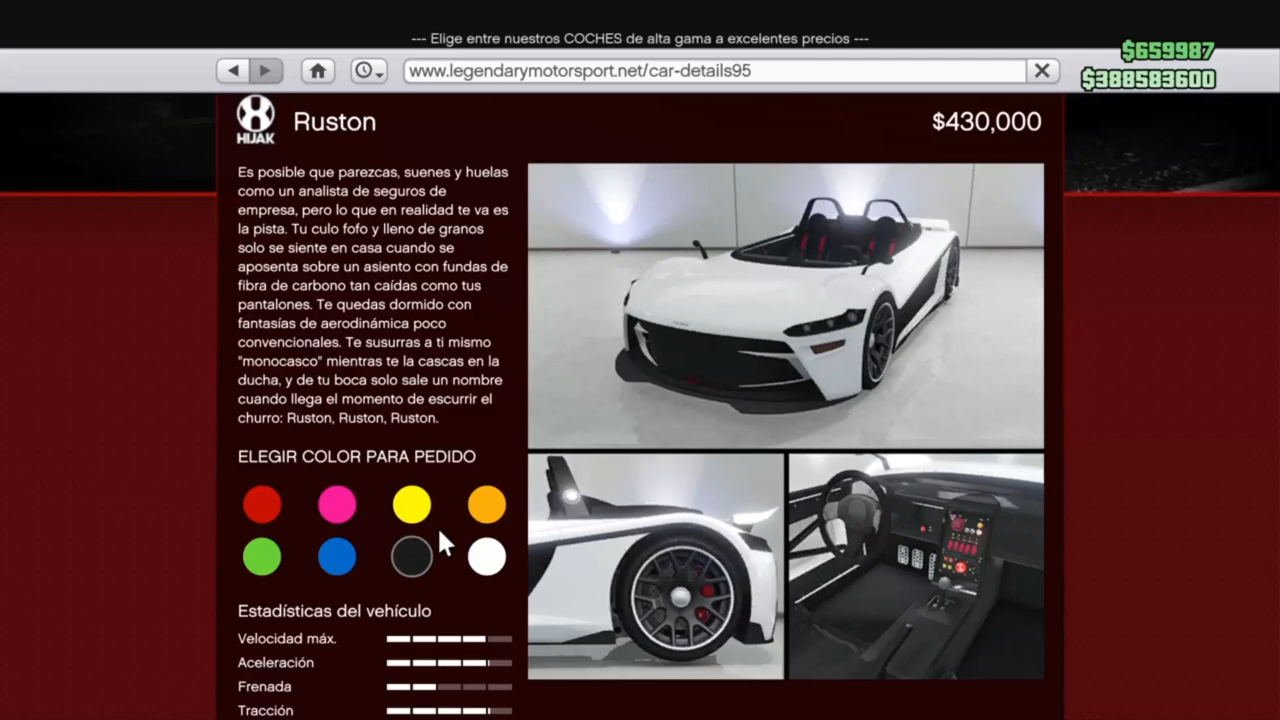 --- Elige entre nuestros COCHES de alta gama a excelentes precios ---
$659987
www.legendarymotorsport.net/car-details95
$388583600
HIJAK
Ruston
$430,000
Es posible que parezcas, suenes y huelas
como un analista de seguros de
empresa, pero lo que en realidad te va es
la pista. Tu culo fofo y lleno de granos
solo se siente en casa cuando se
aposenta sobre un asiento con fundas de
fibra de carbono tan caídas como tus
pantalones. Te quedas dormido con
fantasías de aerodinámica poco
convencionales. Te susurras a ti mismo
"monocasco" mientras te la cascas en la
ducha, y de tu boca solo sale un nombre
cuando llega el momento de escurrir el
churro: Ruston, Ruston, Ruston.
ELEGIR COLOR PARA PEDIDO
Estadísticas del vehículo
Velocidad máx.
Aceleración
Frenada
Tracción